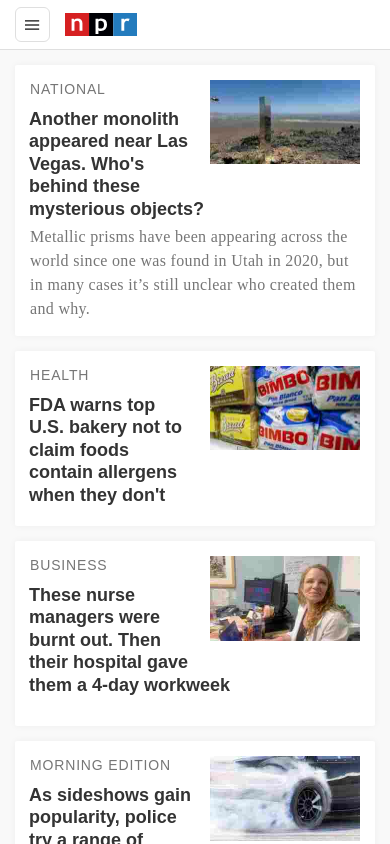 npr
NATIONAL
Another monolith
appeared near Las
Vegas. Who's
behind these
mysterious objects?
Metallic prisms have been appearing across the
world since one was found in Utah in 2020, but
in many cases it’s still unclear who created them
and why.
HEALTH
FDA warns top
U.S. bakery not to
claim foods
contain allergens
when they don't
BIMBO
BIM
Pan Blanco
BIMBO
BIM
BUSINESS
These nurse
managers were
burnt out. Then
their hospital gave
them a 4-day workweek
MORNING EDITION
As sideshows gain
popularity, police
try a range of